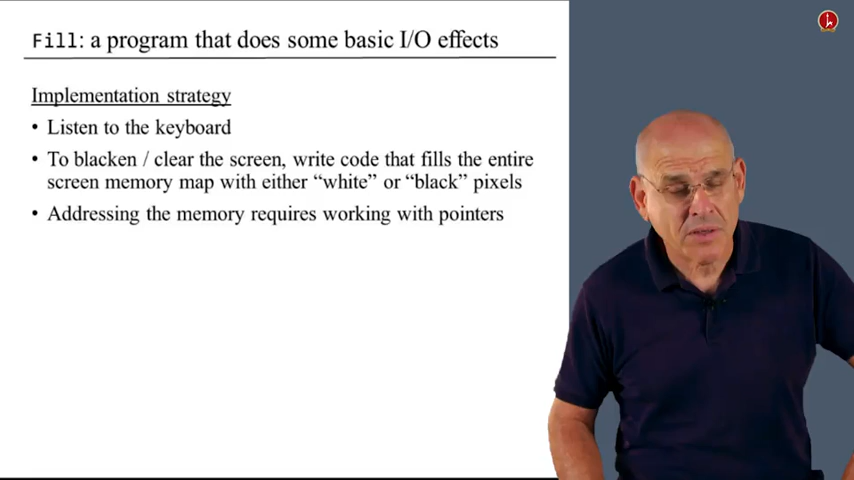 Fill: a program that does some basic I/O effects
Implementation strategy
• Listen to the keyboard
• To blacken / clear the screen, write code that fills the entire
screen memory map with either “white” or “black” pixels
• Addressing the memory requires working with pointers